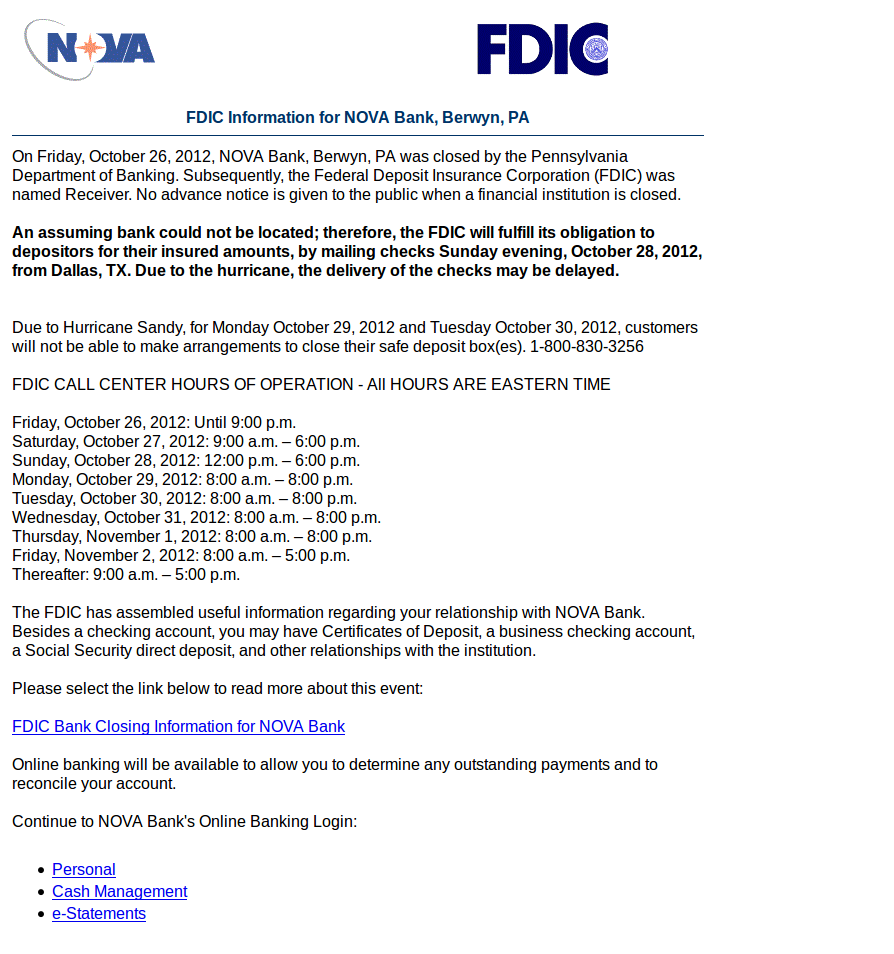 NOVA
FDIC
FDIC Information for NOVA Bank, Berwyn, PA
On Friday, October 26, 2012, NOVA Bank, Berwyn, PA was closed by the Pennsylvania
Department of Banking. Subsequently, the Federal Deposit Insurance Corporation (FDIC) was
named Receiver. No advance notice is given to the public when a financial institution is closed.
An assuming bank could not be located; therefore, the FDIC will fulfill its obligation to
depositors for their insured amounts, by mailing checks Sunday evening, October 28, 2012,
from Dallas, TX. Due to the hurricane, the delivery of the checks may be delayed.
Due to Hurricane Sandy, for Monday October 29, 2012 and Tuesday October 30, 2012, customers
will not be able to make arrangements to close their safe deposit box(es). 1-800-830-3256
FDIC CALL CENTER HOURS OF OPERATION - All HOURS ARE EASTERN TIME
Friday, October 26, 2012: Until 9:00 p.m.
Saturday, October 27, 2012: 9:00 a.m. – 6:00 p.m.
Sunday, October 28, 2012: 12:00 p.m. – 6:00 p.m.
Monday, October 29, 2012: 8:00 a.m. – 8:00 p.m.
Tuesday, October 30, 2012: 8:00 a.m. – 8:00 p.m.
Wednesday, October 31, 2012: 8:00 a.m. – 8:00 p.m.
Thursday, November 1, 2012: 8:00 a.m. – 8:00 p.m.
Friday, November 2, 2012: 8:00 a.m. – 5:00 p.m.
Thereafter: 9:00 a.m. – 5:00 p.m.
The FDIC has assembled useful information regarding your relationship with NOVA Bank.
Besides a checking account, you may have Certificates of Deposit, a business checking account,
a Social Security direct deposit, and other relationships with the institution.
Please select the link below to read more about this event:
FDIC Bank Closing Information for NOVA Bank
Online banking will be available to allow you to determine any outstanding payments and to
reconcile your account.
Continue to NOVA Bank's Online Banking Login:
• Personal
• Cash Management
• e-Statements